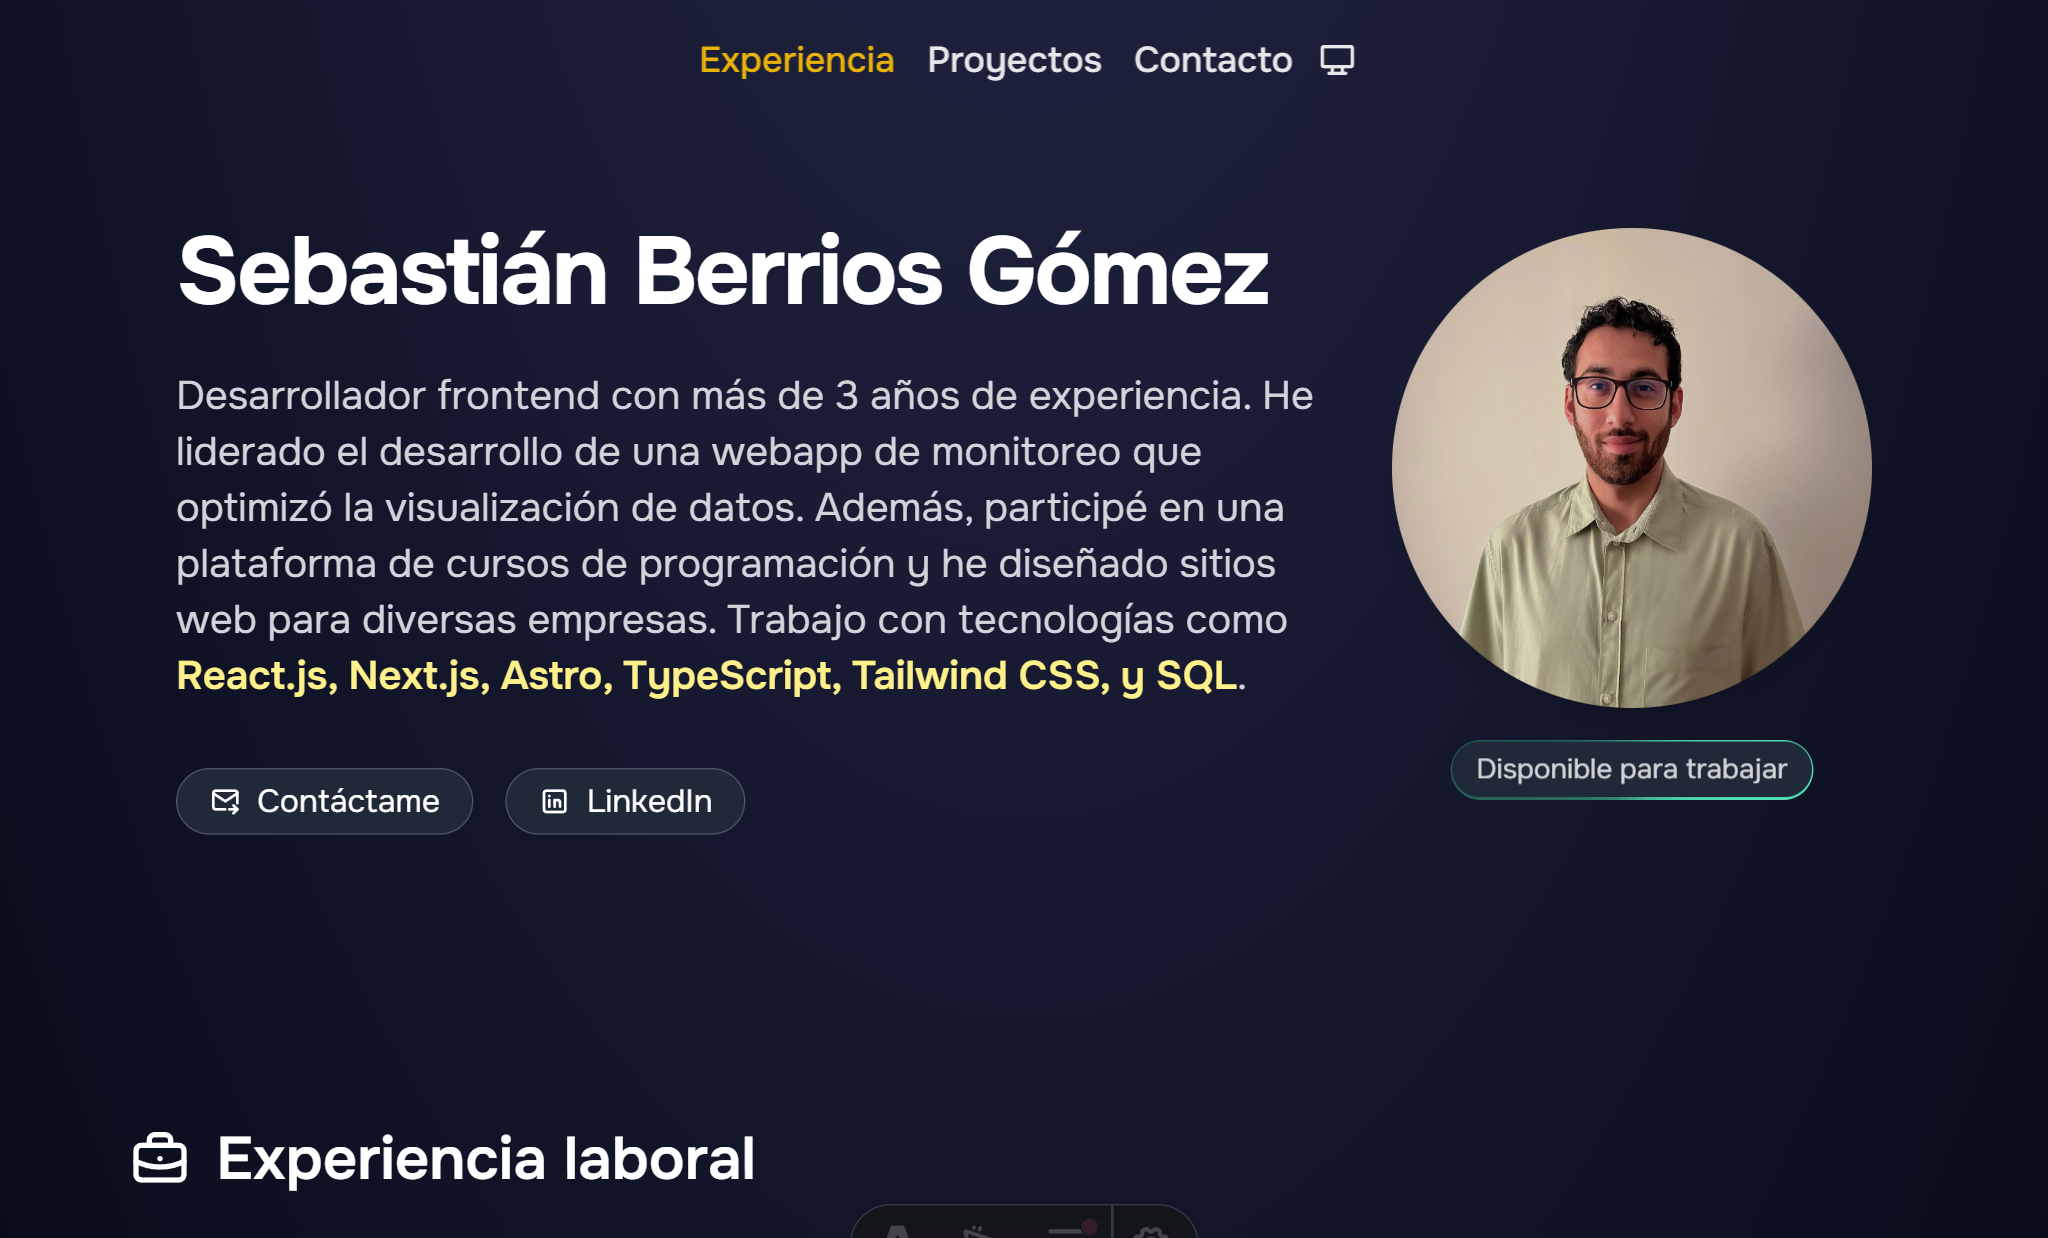 Experiencia Proyectos Contacto
Sebastián Berrios Gómez
Desarrollador frontend con más de 3 años de experiencia. He
liderado el desarrollo de una webapp de monitoreo que
optimizó la visualización de datos. Además, participé en una
plataforma de cursos de programación y he diseñado sitios
web para diversas empresas. Trabajo con tecnologías como
React.js, Next.js, Astro, TypeScript, Tailwind CSS, y SQL.
Disponible para trabajar
Contáctame LinkedIn
Experiencia laboral